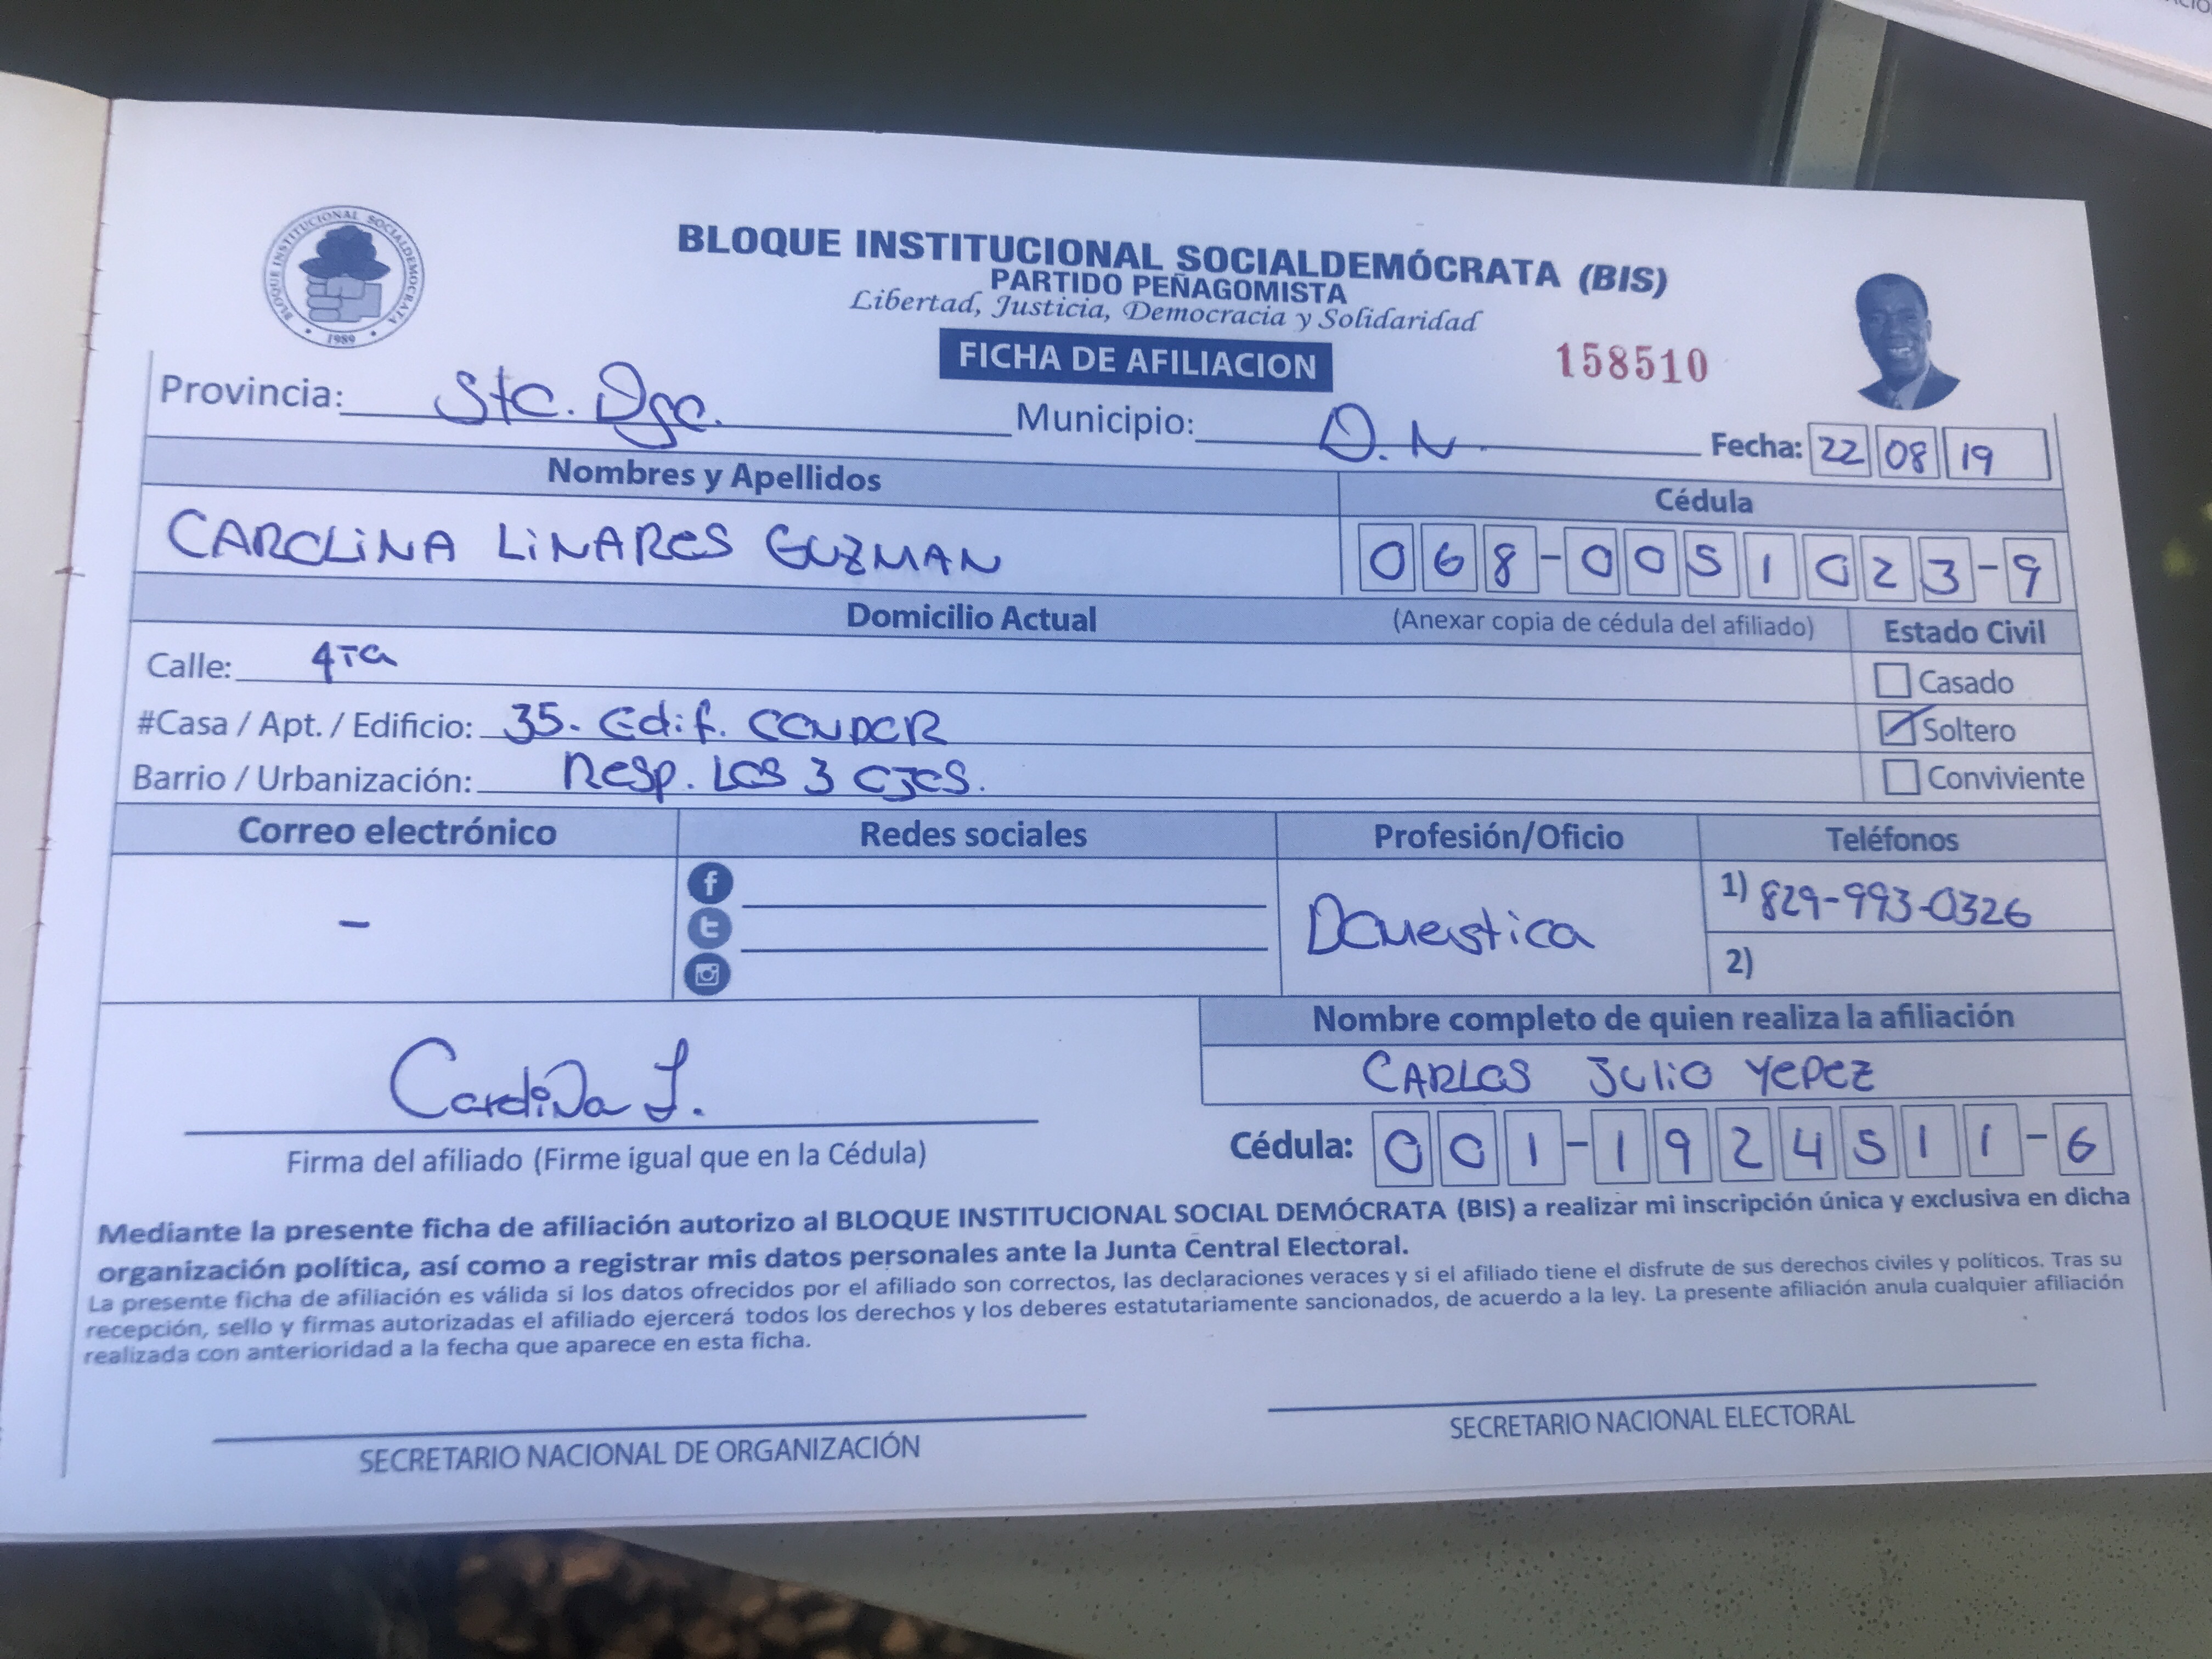 BLOQUE INSTITUCIONAL SOCIALDEMOCRATA
1989
BLOQUE INSTITUCIONAL SOCIALDEMÓCRATA (BIS)
PARTIDO PEÑAGOMISTA
Libertad, Justicia, Democracia y Solidaridad
FICHA DE AFILIACION
158510
Provincia: Sto. Dgo. Municipio: D.N. Fecha: 22 08 19
Nombres y Apellidos Cédula
CAROLINA LINARES GUZMAN 068-0051023-9
Domicilio Actual (Anexar copia de cédula del afiliado) Estado Civil
Calle: 4TA
Casado
#Casa / Apt. / Edificio: 35. Edif. CONDOR
Soltero
Barrio / Urbanización: Resp. LOS 3 OJOS.
Conviviente
Correo electrónico Redes sociales Profesión/Oficio Teléfonos
- Domestica 1) 829-993-0326
2)
Nombre completo de quien realiza la afiliación
CARLOS JULIO YEPEZ
Carolina L.
Firma del afiliado (Firme igual que en la Cédula)
Cédula: 001-1924511-6
Mediante la presente ficha de afiliación autorizo al BLOQUE INSTITUCIONAL SOCIAL DEMÓCRATA (BIS) a realizar mi inscripción única y exclusiva en dicha
organización política, así como a registrar mis datos personales ante la Junta Central Electoral.
La presente ficha de afiliación es válida si los datos ofrecidos por el afiliado son correctos, las declaraciones veraces y si el afiliado tiene el disfrute de sus derechos civiles y políticos. Tras su
recepción, sello y firmas autorizadas el afiliado ejercerá todos los derechos y los deberes estatutariamente sancionados, de acuerdo a la ley. La presente afiliación anula cualquier afiliación
realizada con anterioridad a la fecha que aparece en esta ficha.
SECRETARIO NACIONAL DE ORGANIZACIÓN
SECRETARIO NACIONAL ELECTORAL